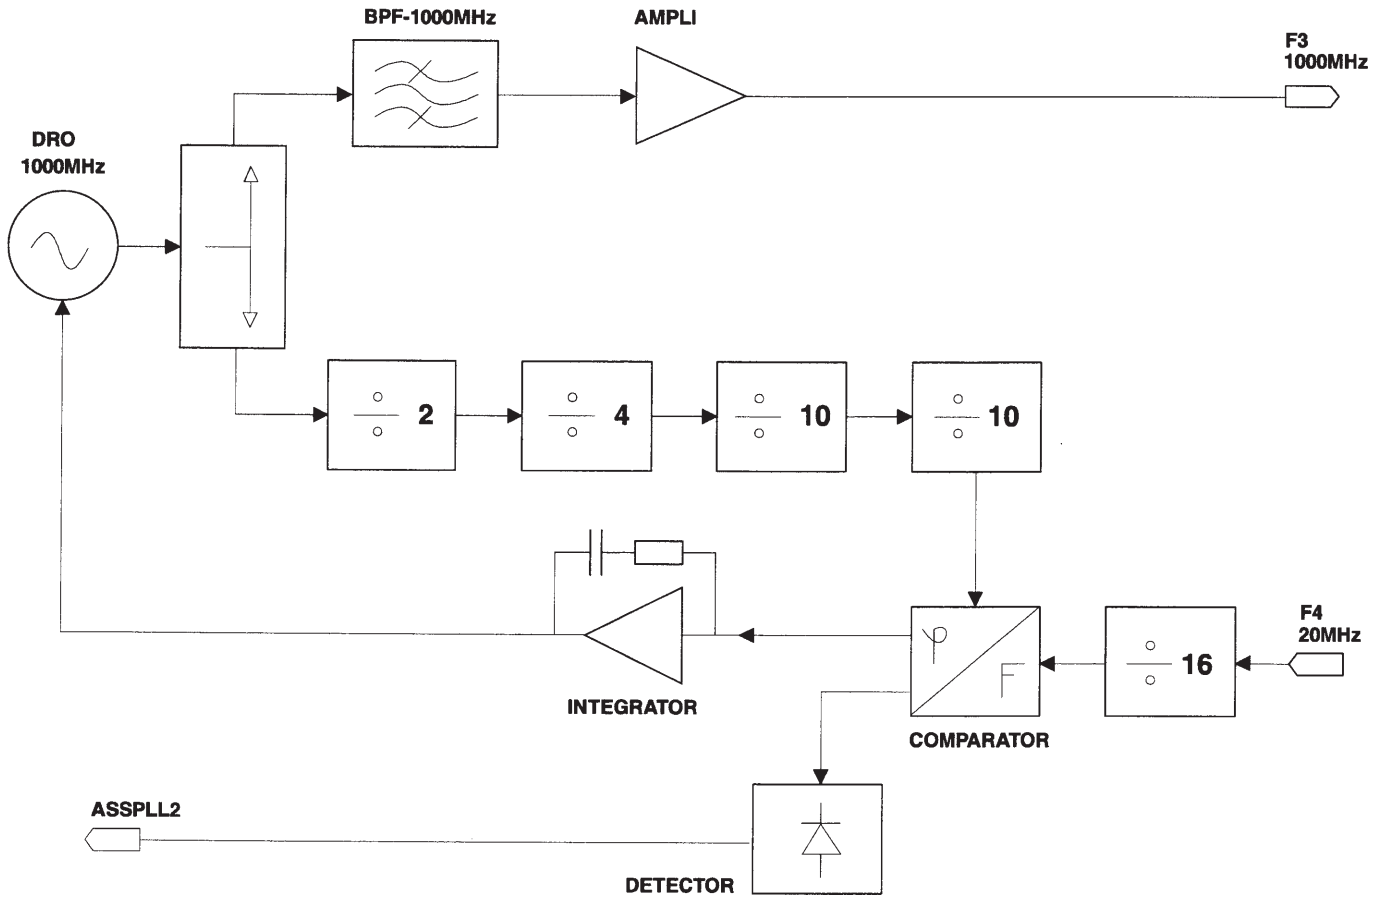 BPF-1000MHz
AMPLI
F3
1000MHz
DRO
1000MHz
÷ 2
÷ 4
÷ 10
÷ 10
φ
F
÷ 16
F4
20MHz
INTEGRATOR
COMPARATOR
ASSPLL2
DETECTOR